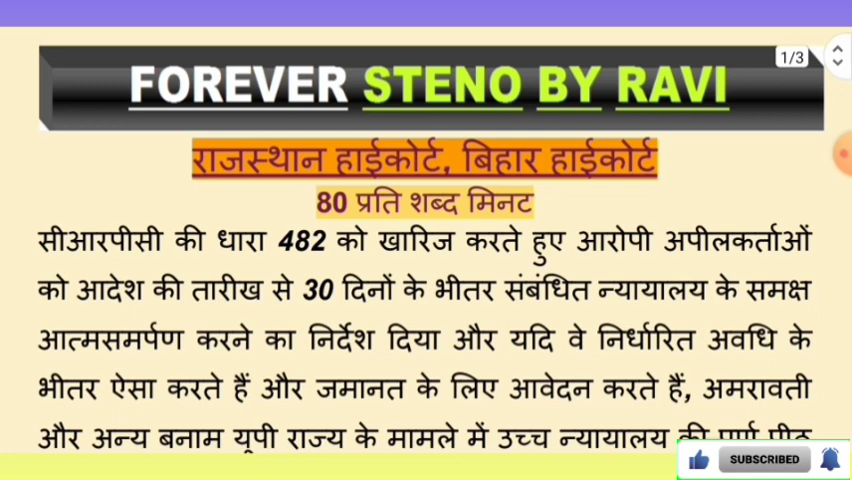 1/3
FOREVER STENO BY RAVI
राजस्थान हाईकोर्ट, बिहार हाईकोर्ट
80 प्रति शब्द मिनट
सीआरपीसी की धारा 482 को खारिज करते हुए आरोपी अपीलकर्ताओं
को आदेश की तारीख से 30 दिनों के भीतर संबंधित न्यायालय के समक्ष
आत्मसमर्पण करने का निर्देश दिया और यदि वे निर्धारित अवधि के
भीतर ऐसा करते हैं और जमानत के लिए आवेदन करते हैं, अमरावती
और अन्य बनाम यूपी राज्य के मामले में उच्च न्यायालय की
SUBSCRIBED